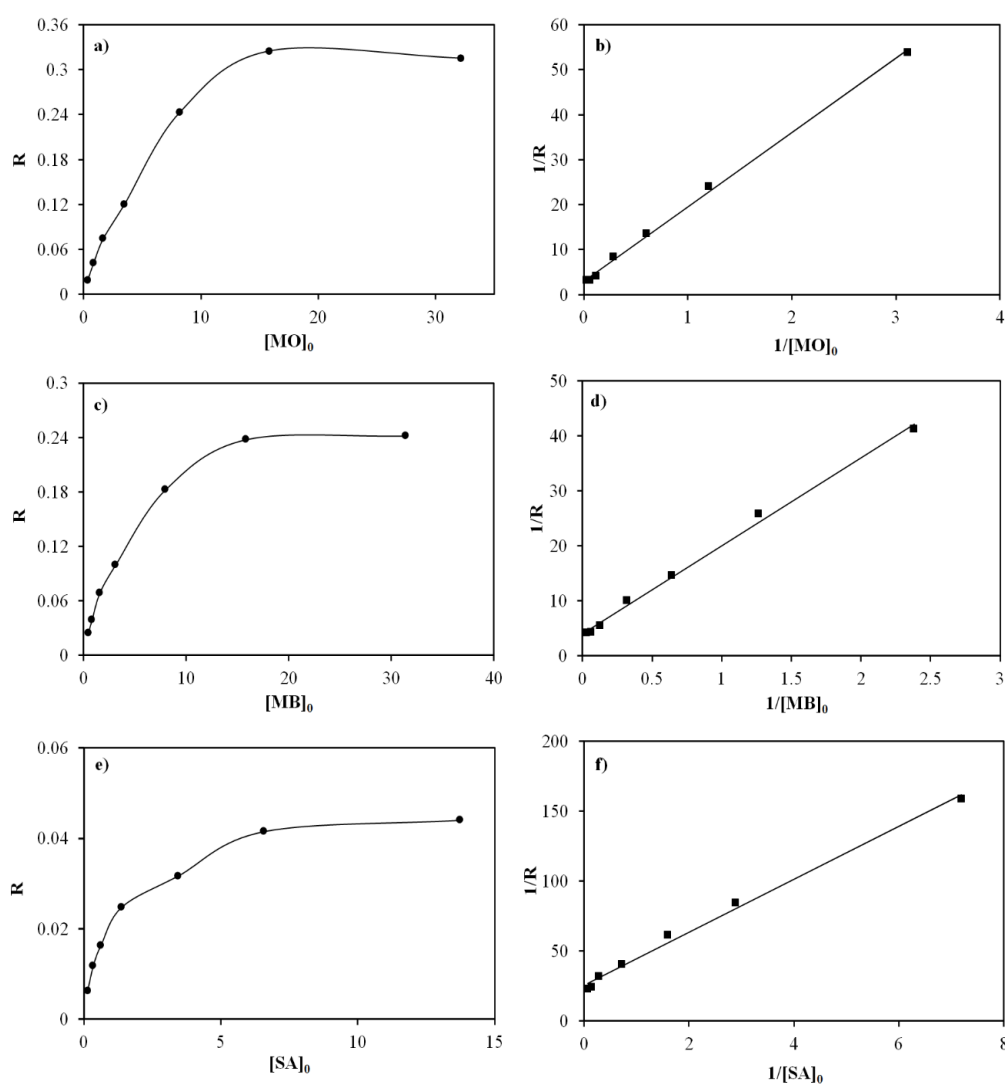 a)
0.36
0.3
0.24
0.18
0.12
0.06
0
R
0 10 20 30
[MO]₀
b)
60
50
40
30
20
10
0
1/R
0 1 2 3 4
1/[MO]₀
c)
0.3
0.24
0.18
0.12
0.06
0
R
0 10 20 30 40
[MB]₀
d)
50
40
30
20
10
0
1/R
0 0.5 1 1.5 2 2.5 3
1/[MB]₀
e)
0.06
0.04
0.02
0
R
0 5 10 15
[SA]₀
f)
200
150
100
50
0
1/R
0 2 4 6 8
1/[SA]₀